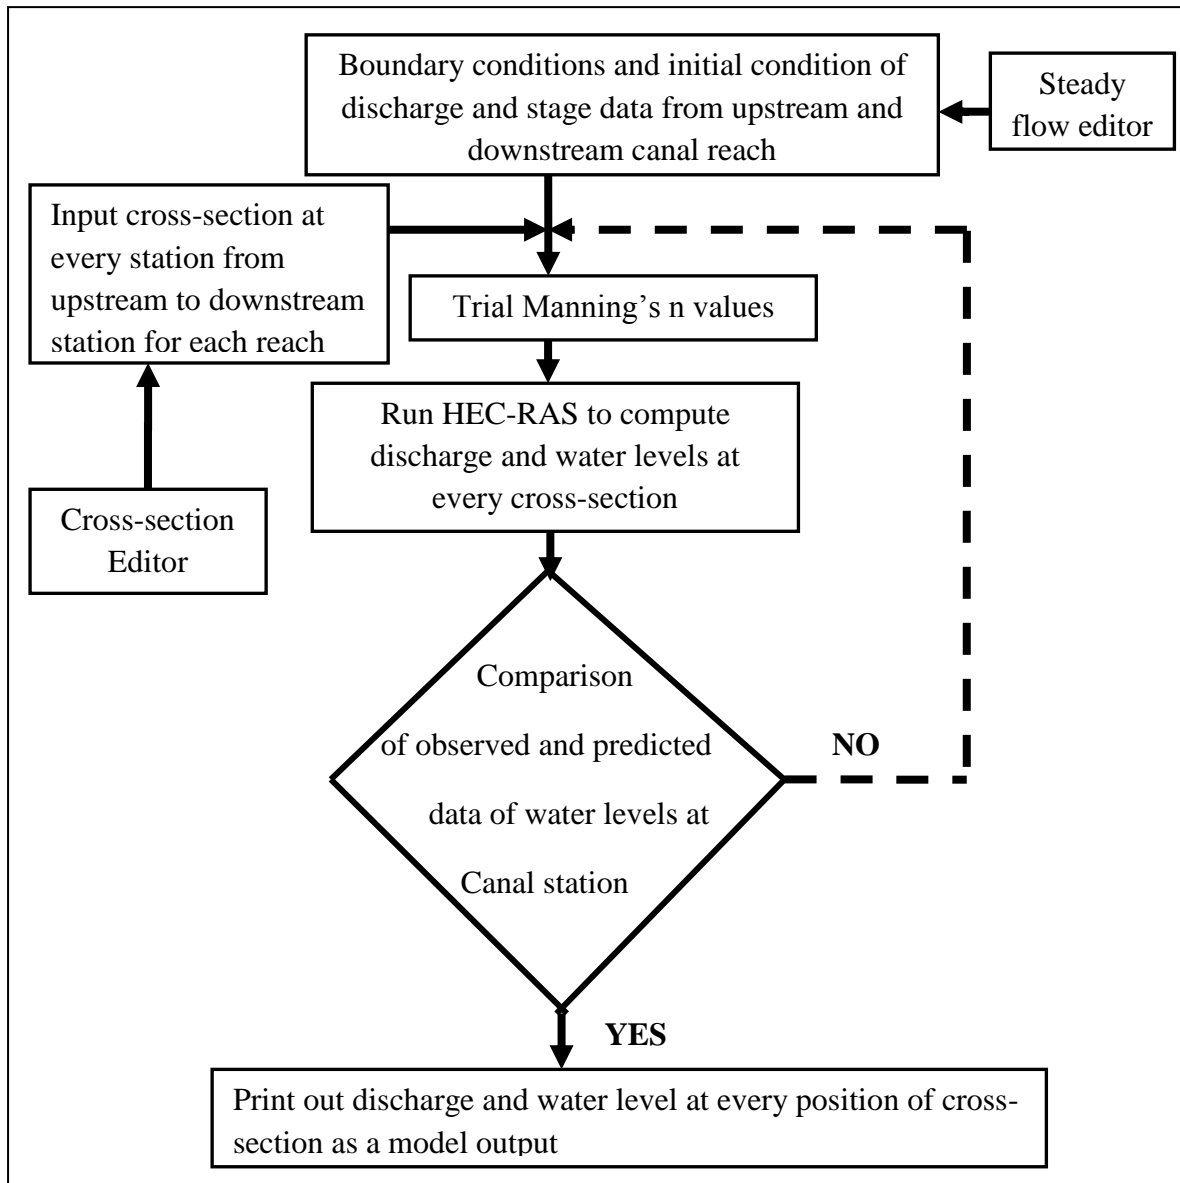 Boundary conditions and initial condition of
discharge and stage data from upstream and
downstream canal reach
Steady
flow editor
Input cross-section at
every station from
upstream to downstream
station for each reach
Trial Manning’s n values
Run HEC-RAS to compute
discharge and water levels at
every cross-section
Cross-section
Editor
Comparison
of observed and predicted
data of water levels at
Canal station
NO
YES
Print out discharge and water level at every position of cross-
section as a model output